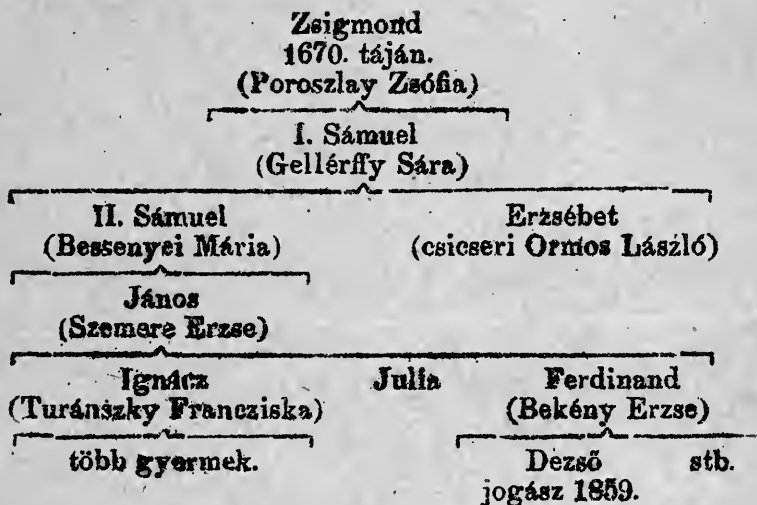 Zsigmond
1670. táján.
(Poroszlay Zsófia)
I. Sámuel
(Gellérffy Sára)
II. Sámuel Erzsébet
(Bessenyei Mária) (csicseri Ormos László)
János
(Szemere Erzse)
Ignácz Julia Ferdinand
(Turánszky Francziska) (Bekény Erzse)
több gyermek. Dezső stb.
jogász 1859.